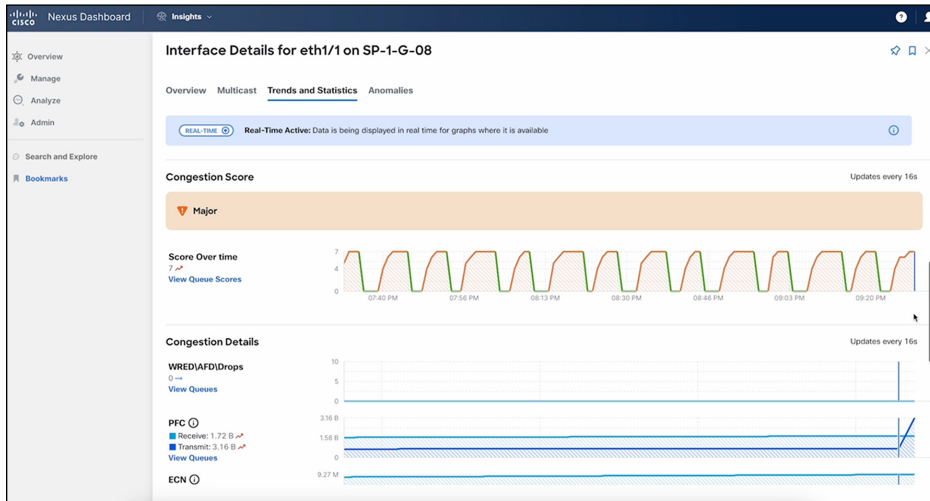 CISCO Nexus Dashboard Insights
Interface Details for eth1/1 on SP-1-G-08
Overview
Manage
Analyze
Admin
Search and Explore
Bookmarks
Overview Multicast Trends and Statistics Anomalies
REAL-TIME Real-Time Active: Data is being displayed in real time for graphs where it is available
Congestion Score Updates every 16s
Major
Score Over time
7
View Queue Scores
7
4
0
07:40 PM 07:56 PM 08:13 PM 08:30 PM 08:46 PM 09:03 PM 09:20 PM
Congestion Details Updates every 16s
WRED\AFD\Drops
0
View Queues
10
5
0
PFC
Receive: 1.72 B
Transmit: 3.16 B
View Queues
3.16 B
1.58 B
0
ECN
9.27 M